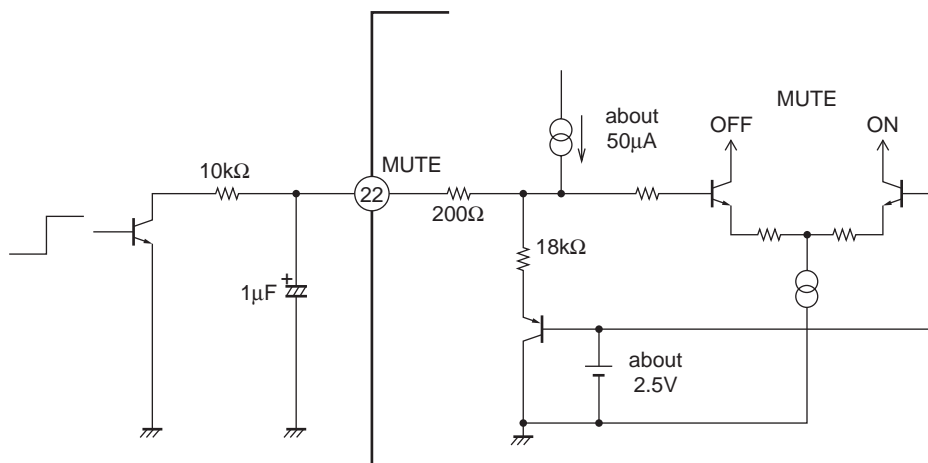 about
50μA
MUTE
OFF
ON
10kΩ
MUTE
22
200Ω
18kΩ
+
1μF
about
2.5V